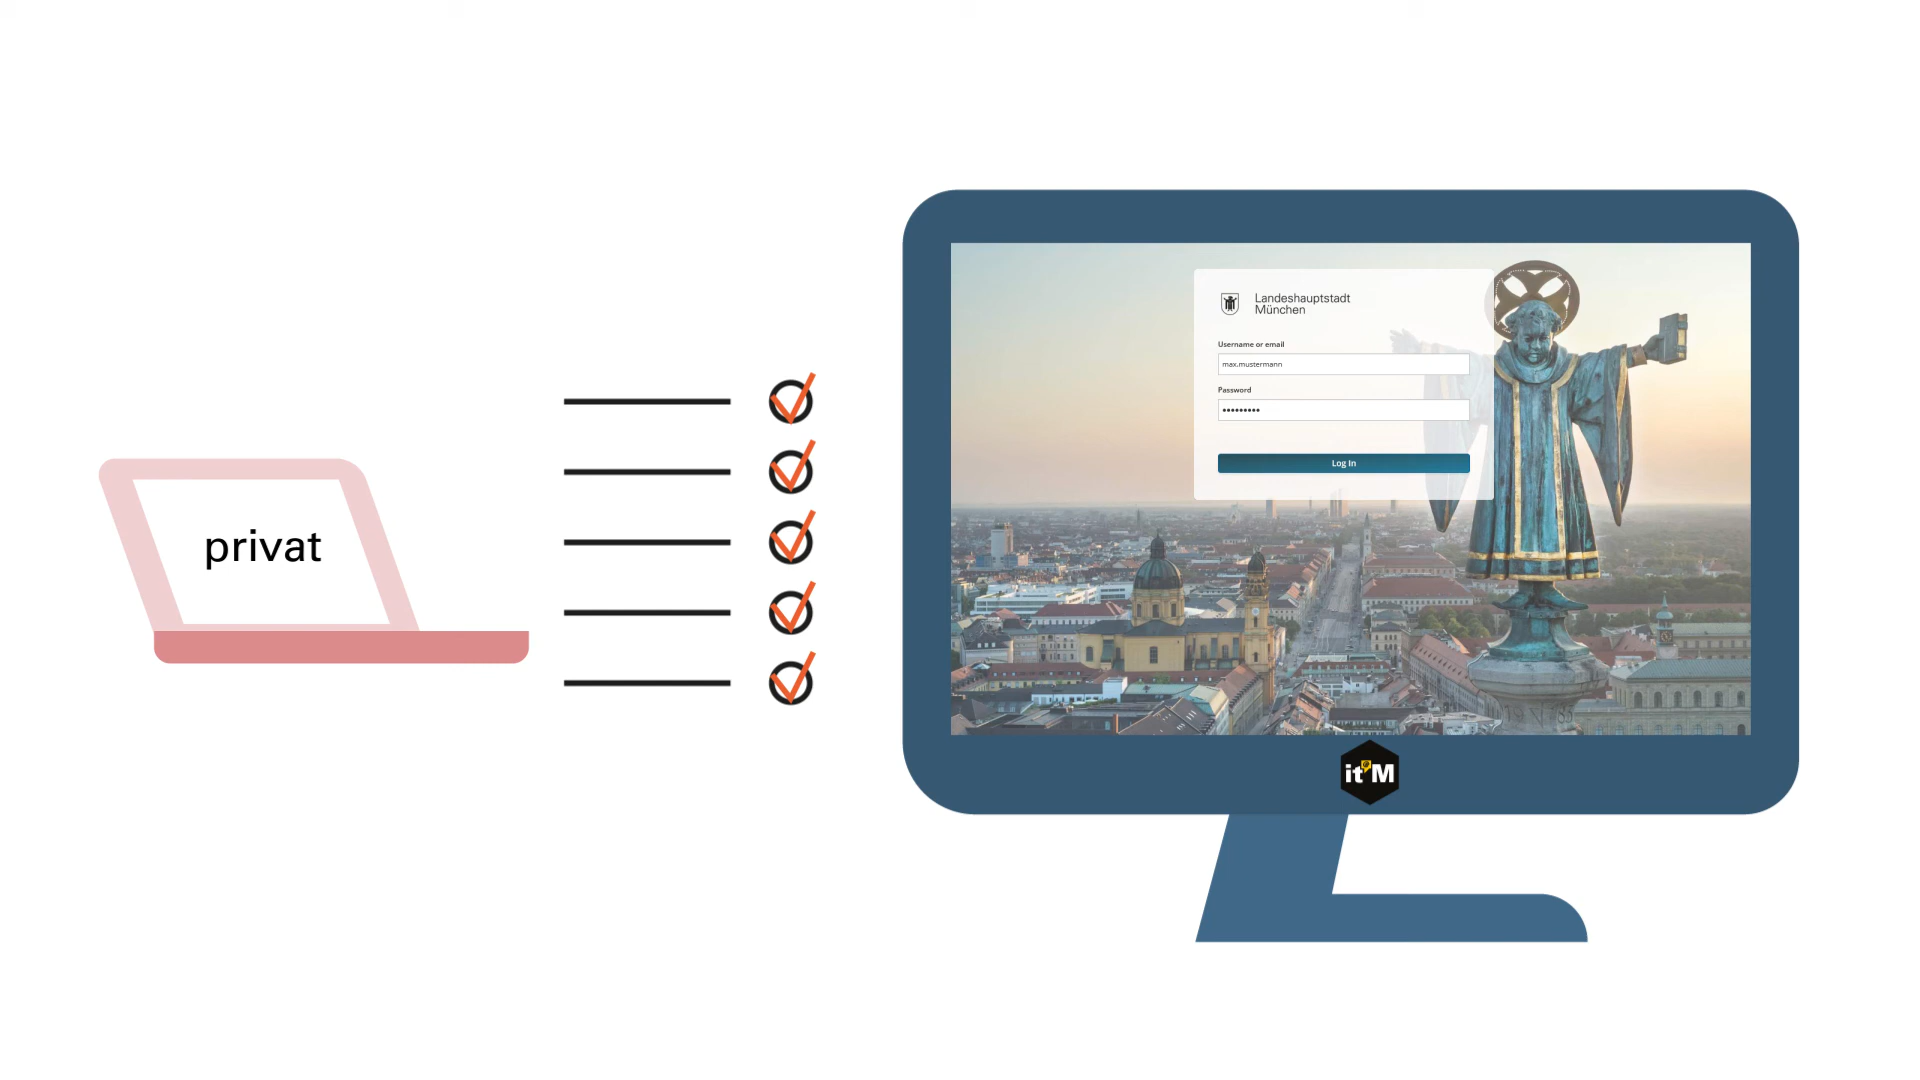 privat
Landeshauptstadt
München
Username or email
max.mustermann
Password
•••••••••
Log In
it@M